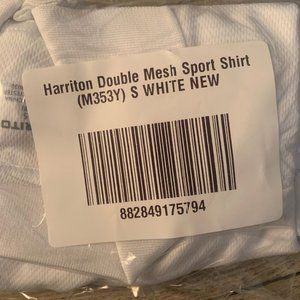 Harriton Double Mesh Sport Shirt
(M353Y) S WHITE NEW
882849175794